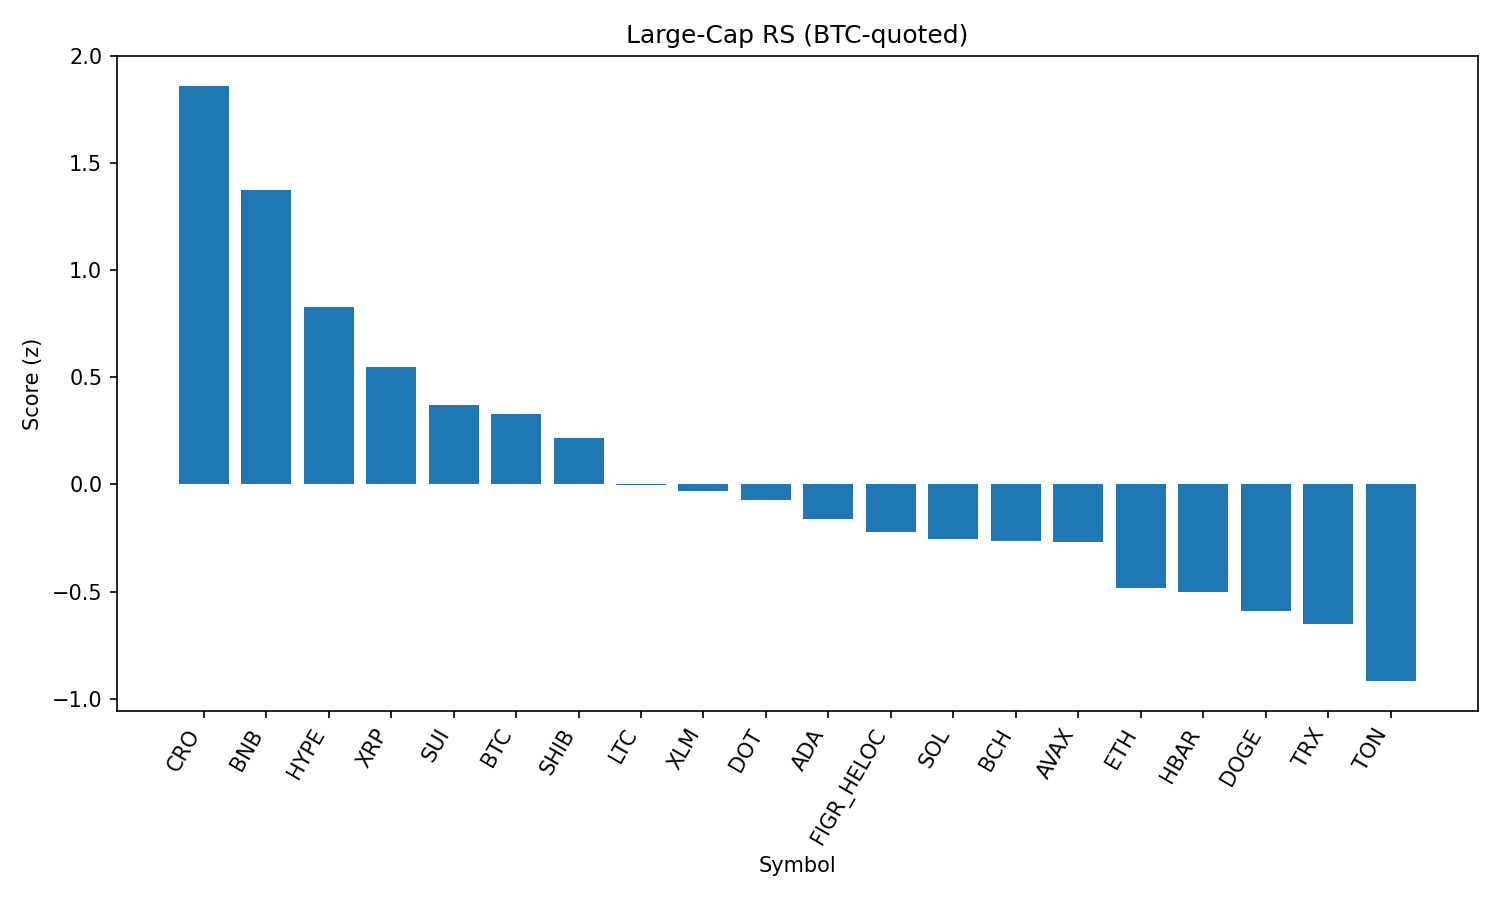 Large-Cap RS (BTC-quoted)
2.0
1.5
1.0
0.5
0.0
−0.5
−1.0
Score (z)
CRO
BNB
HYPE
XRP
SUI
BTC
SHIB
LTC
XLM
DOT
ADA
FIGR_HELOC
SOL
BCH
AVAX
ETH
HBAR
DOGE
TRX
TON
Symbol